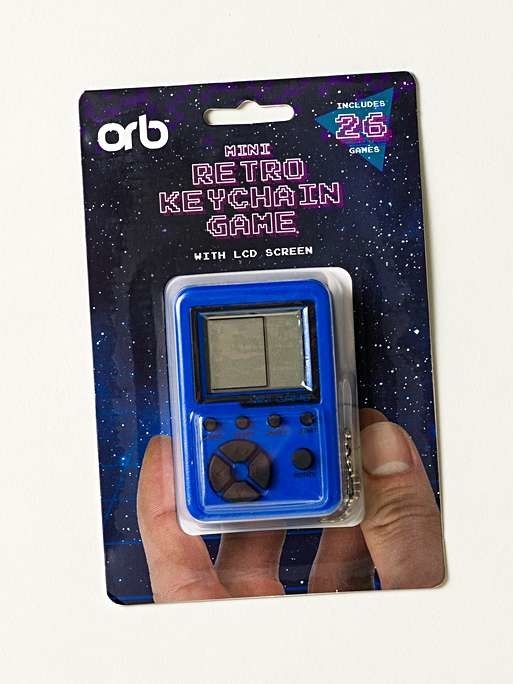 orb
INCLUDES
26
GAMES
MINI
RETRO
KEYCHAIN
GAME
WITH LCD SCREEN